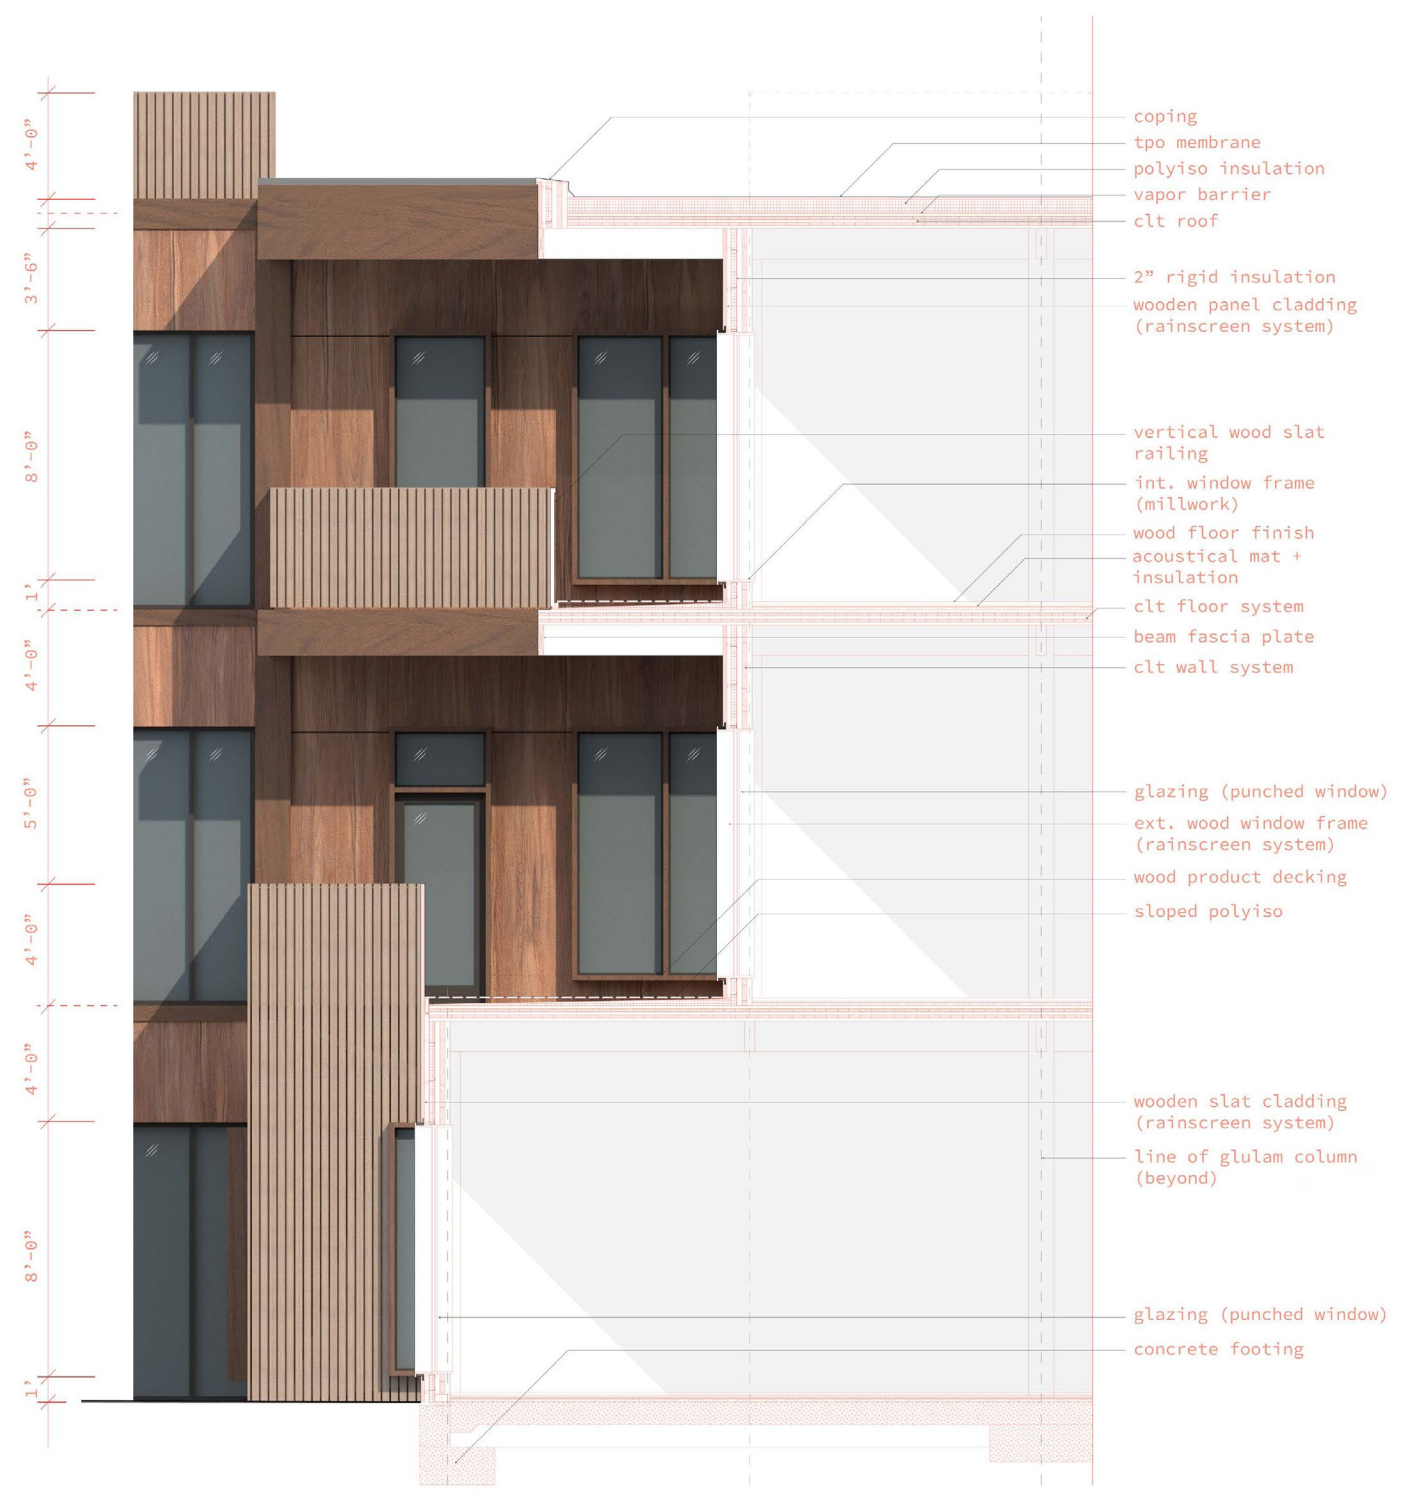 4'-0"
3'-6"
8'-0"
1'
4'-0"
5'-0"
4'-0"
4'-0"
8'-0"
1'
coping
tpo membrane
polyiso insulation
vapor barrier
clt roof
2” rigid insulation
wooden panel cladding
(rainscreen system)
vertical wood slat
railing
int. window frame
(millwork)
wood floor finish
acoustical mat +
insulation
clt floor system
beam fascia plate
clt wall system
glazing (punched window)
ext. wood window frame
(rainscreen system)
wood product decking
sloped polyiso
wooden slat cladding
(rainscreen system)
line of glulam column
(beyond)
glazing (punched window)
concrete footing